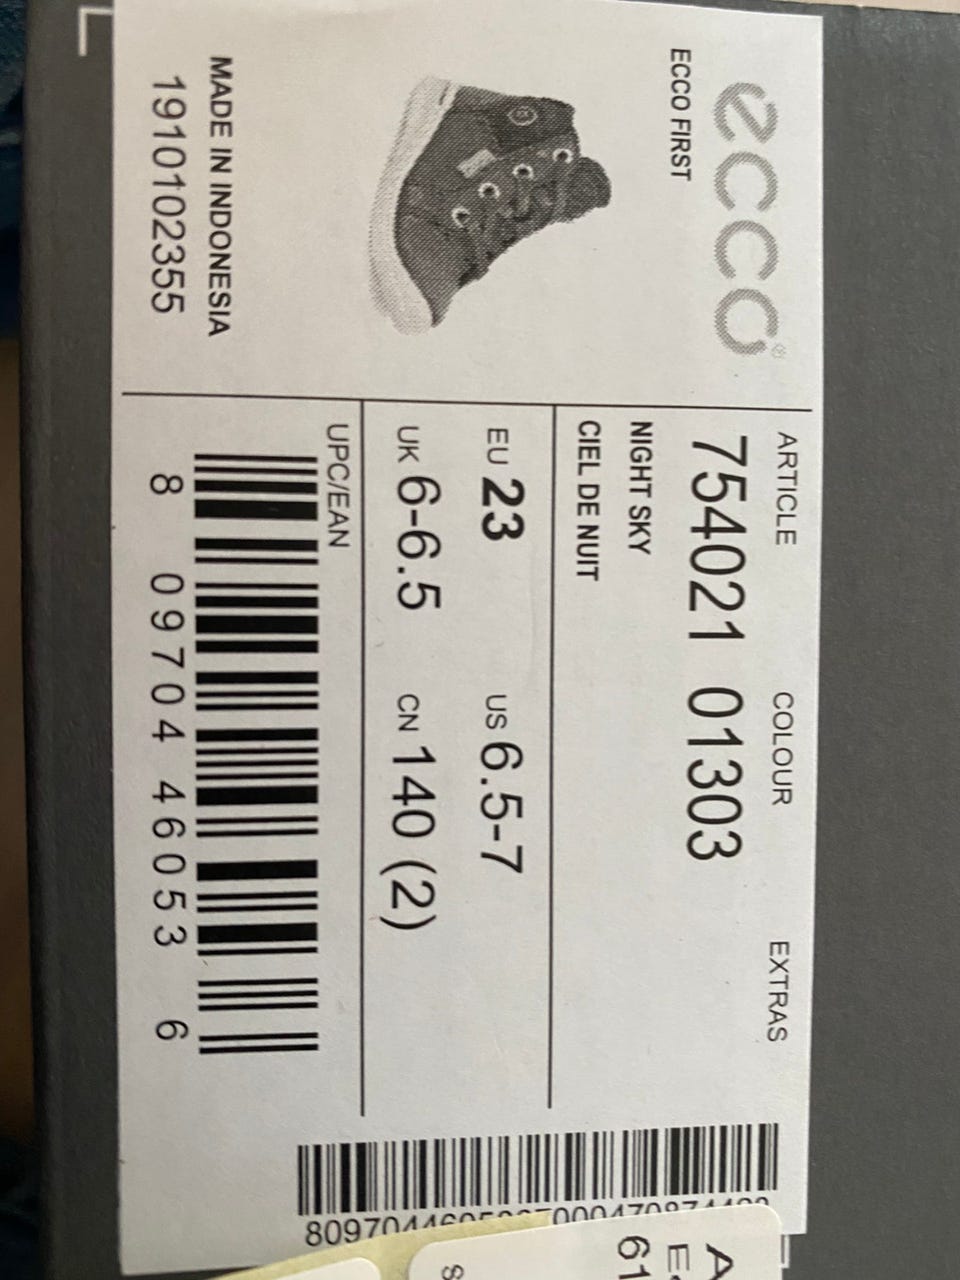 ecco®
ECCO FIRST
MADE IN INDONESIA
1910102355
ARTICLE COLOUR EXTRAS
754021 01303
NIGHT SKY
CIEL DE NUIT
EU 23 US 6.5-7
UK 6-6.5 CN 140 (2)
UPC/EAN
8 09704 46053 6
A
61